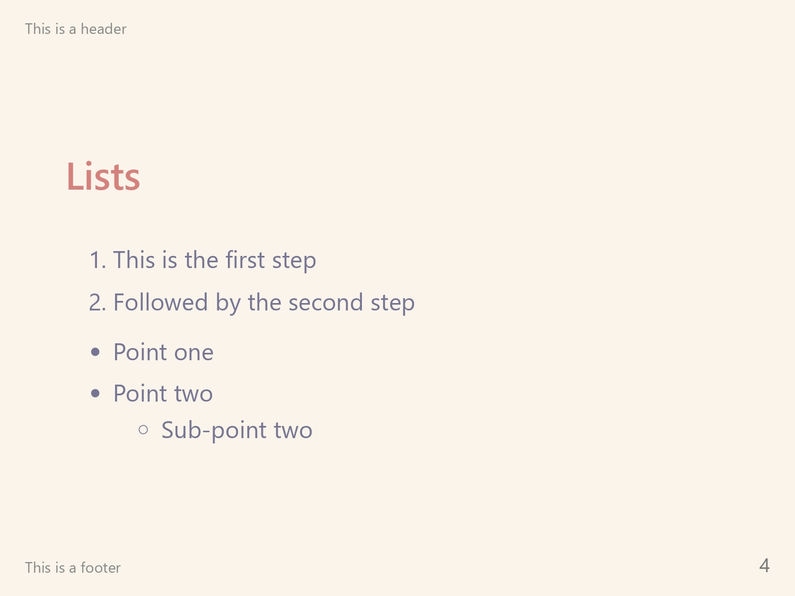 This is a header
Lists
1. This is the first step
2. Followed by the second step
• Point one
• Point two
○ Sub-point two
This is a footer
4